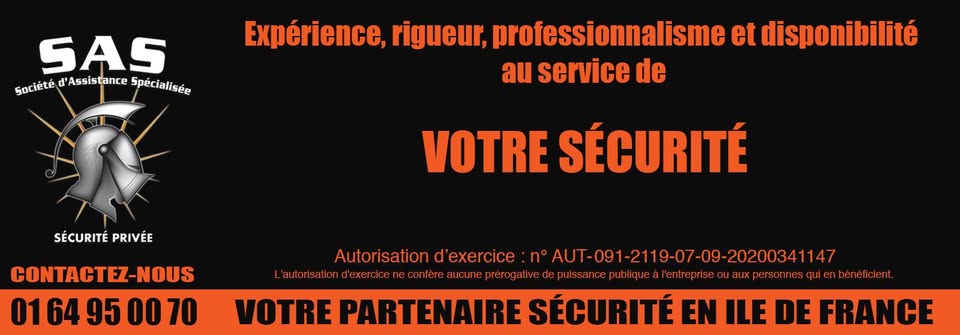 SAS
Société d'Assistance Spécialisée
SÉCURITÉ PRIVÉE
CONTACTEZ-NOUS
01 64 95 00 70
Expérience, rigueur, professionnalisme et disponibilité
au service de
VOTRE SÉCURITÉ
Autorisation d'exercice : n° AUT-091-2119-07-09-20200341147
L'autorisation d'exercice ne confère aucune prérogative de puissance publique à l'entreprise ou aux personnes qui en bénéficient.
VOTRE PARTENAIRE SÉCURITÉ EN ILE DE FRANCE